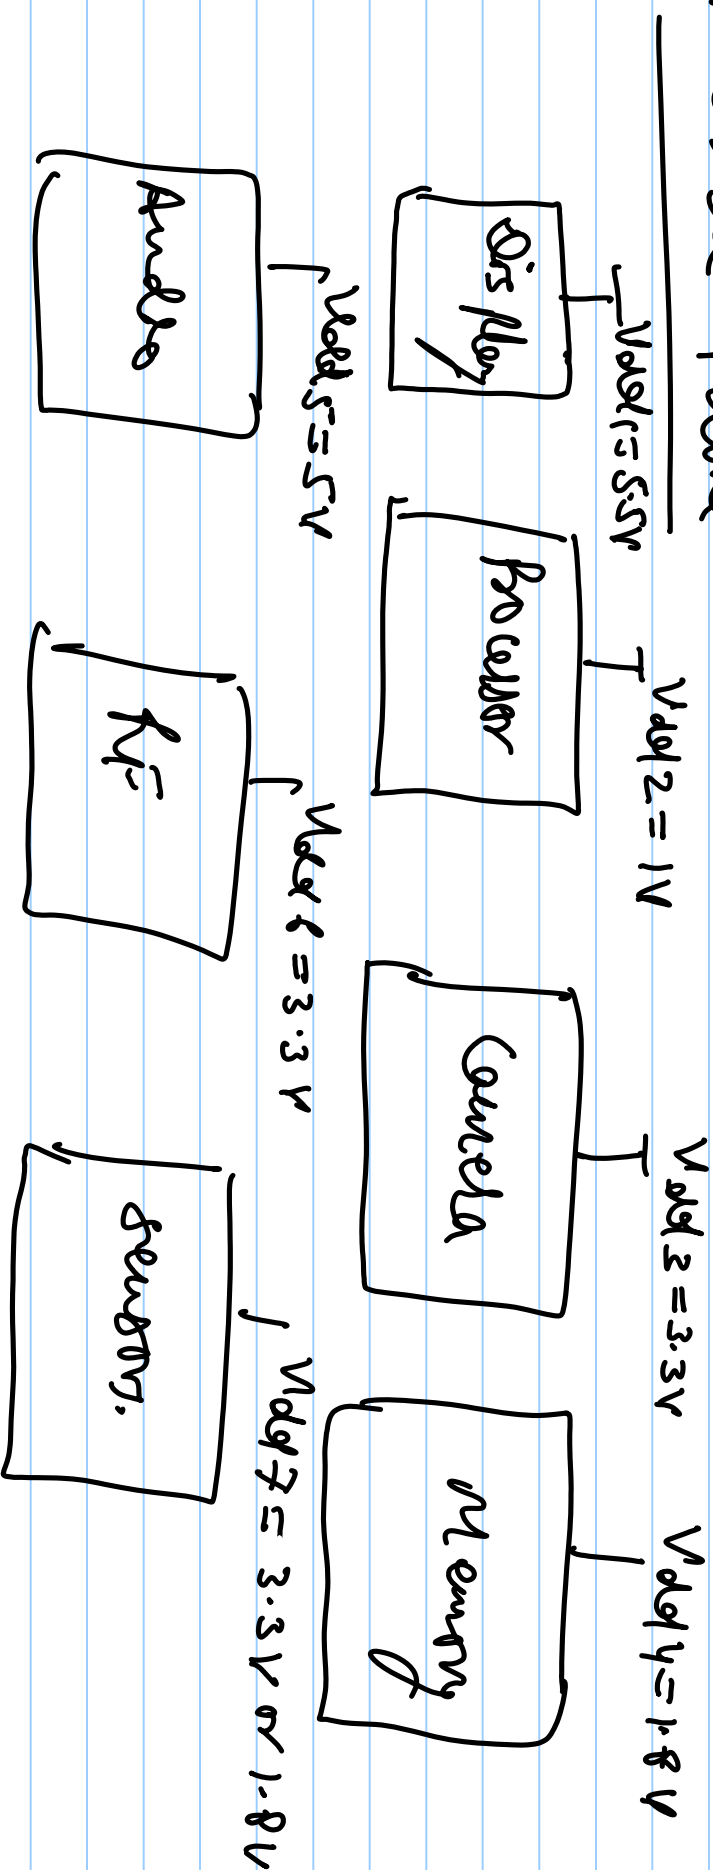 Vdd1 = 5.5V
Vdd2 = 1V
Vdd3 = 3.3V
Vdd4 = 1.8V
Display
Processor
Camera
Memory
Vdd5 = 5V
Vdd6 = 3.3V
Vdd7 = 3.3V or 1.8V
Audio
RF
Sensors.